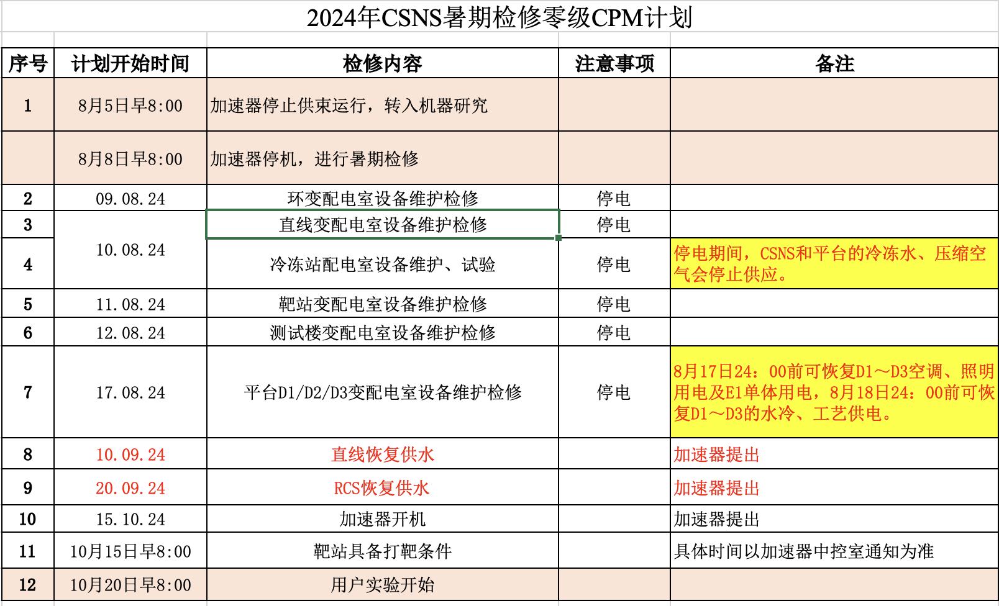 2024年CSNS暑期检修零级CPM计划
序号 计划开始时间 检修内容 注意事项 备注
1 8月5日早8:00 加速器停止供束运行，转入机器研究
8月8日早8:00 加速器停机，进行暑期检修
2 09.08.24 环变配电室设备维护检修 停电
3 10.08.24 直线变配电室设备维护检修 停电
4 冷冻站配电室设备维护、试验 停电 停电期间，CSNS和平台的冷冻水、压缩空
气会停止供应。
5 11.08.24 靶站变配电室设备维护检修 停电
6 12.08.24 测试楼变配电室设备维护检修 停电
7 17.08.24 平台D1/D2/D3变配电室设备维护检修 停电 8月17日24：00前可恢复D1～D3空调、照明
用电及E1单体用电，8月18日24：00前可恢
复D1～D3的水冷、工艺供电。
8 10.09.24 直线恢复供水 加速器提出
9 20.09.24 RCS恢复供水 加速器提出
10 15.10.24 加速器开机 加速器提出
11 10月15日早8:00 靶站具备打靶条件 具体时间以加速器中控室通知为准
12 10月20日早8:00 用户实验开始